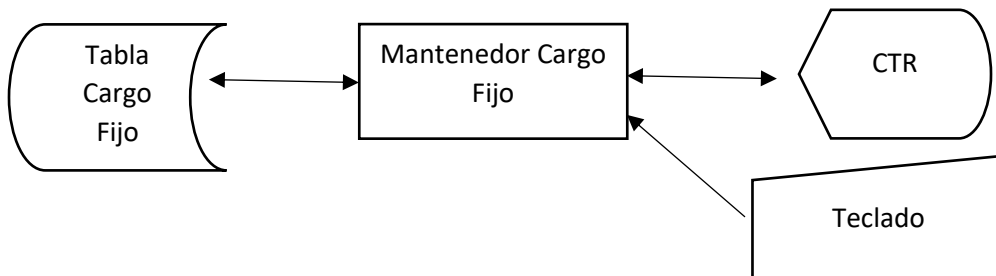 Tabla
Cargo
Fijo
Mantenedor Cargo
Fijo
CTR
Teclado